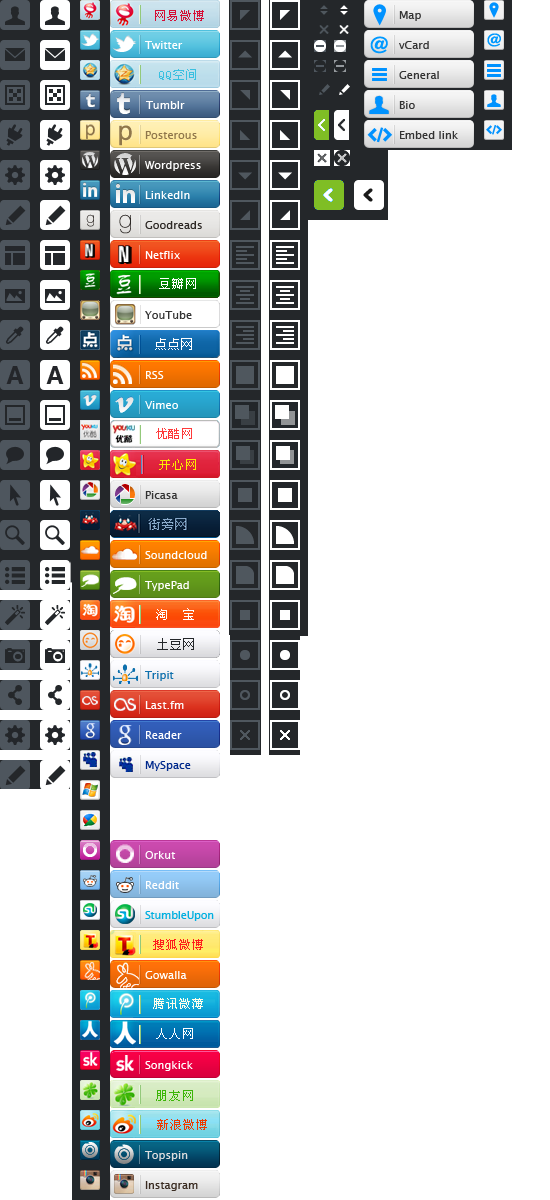 网易微博
Twitter
QQ空间
Tumblr
Posterous
Wordpress
LinkedIn
Goodreads
Netflix
豆瓣网
YouTube
点点网
RSS
Vimeo
优酷网
开心网
Picasa
街旁网
Soundcloud
TypePad
淘 宝
土豆网
Tripit
Last.fm
Reader
MySpace
Orkut
Reddit
StumbleUpon
搜狐微博
Gowalla
腾讯微薄
人人网
Songkick
朋友网
新浪微博
Topspin
Instagram
Map
vCard
General
Bio
Embed link